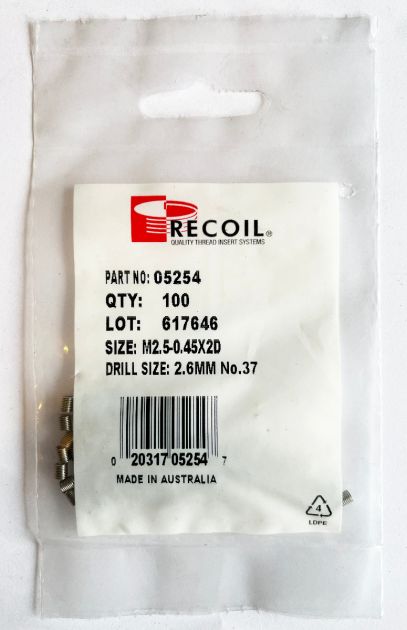 RECOIL®
QUALITY THREAD INSERT SYSTEMS
PART NO: 05254
QTY: 100
LOT: 617646
SIZE: M2.5-0.45X2D
DRILL SIZE: 2.6MM No.37
0 20317 05254 7
MADE IN AUSTRALIA
4
LDPE